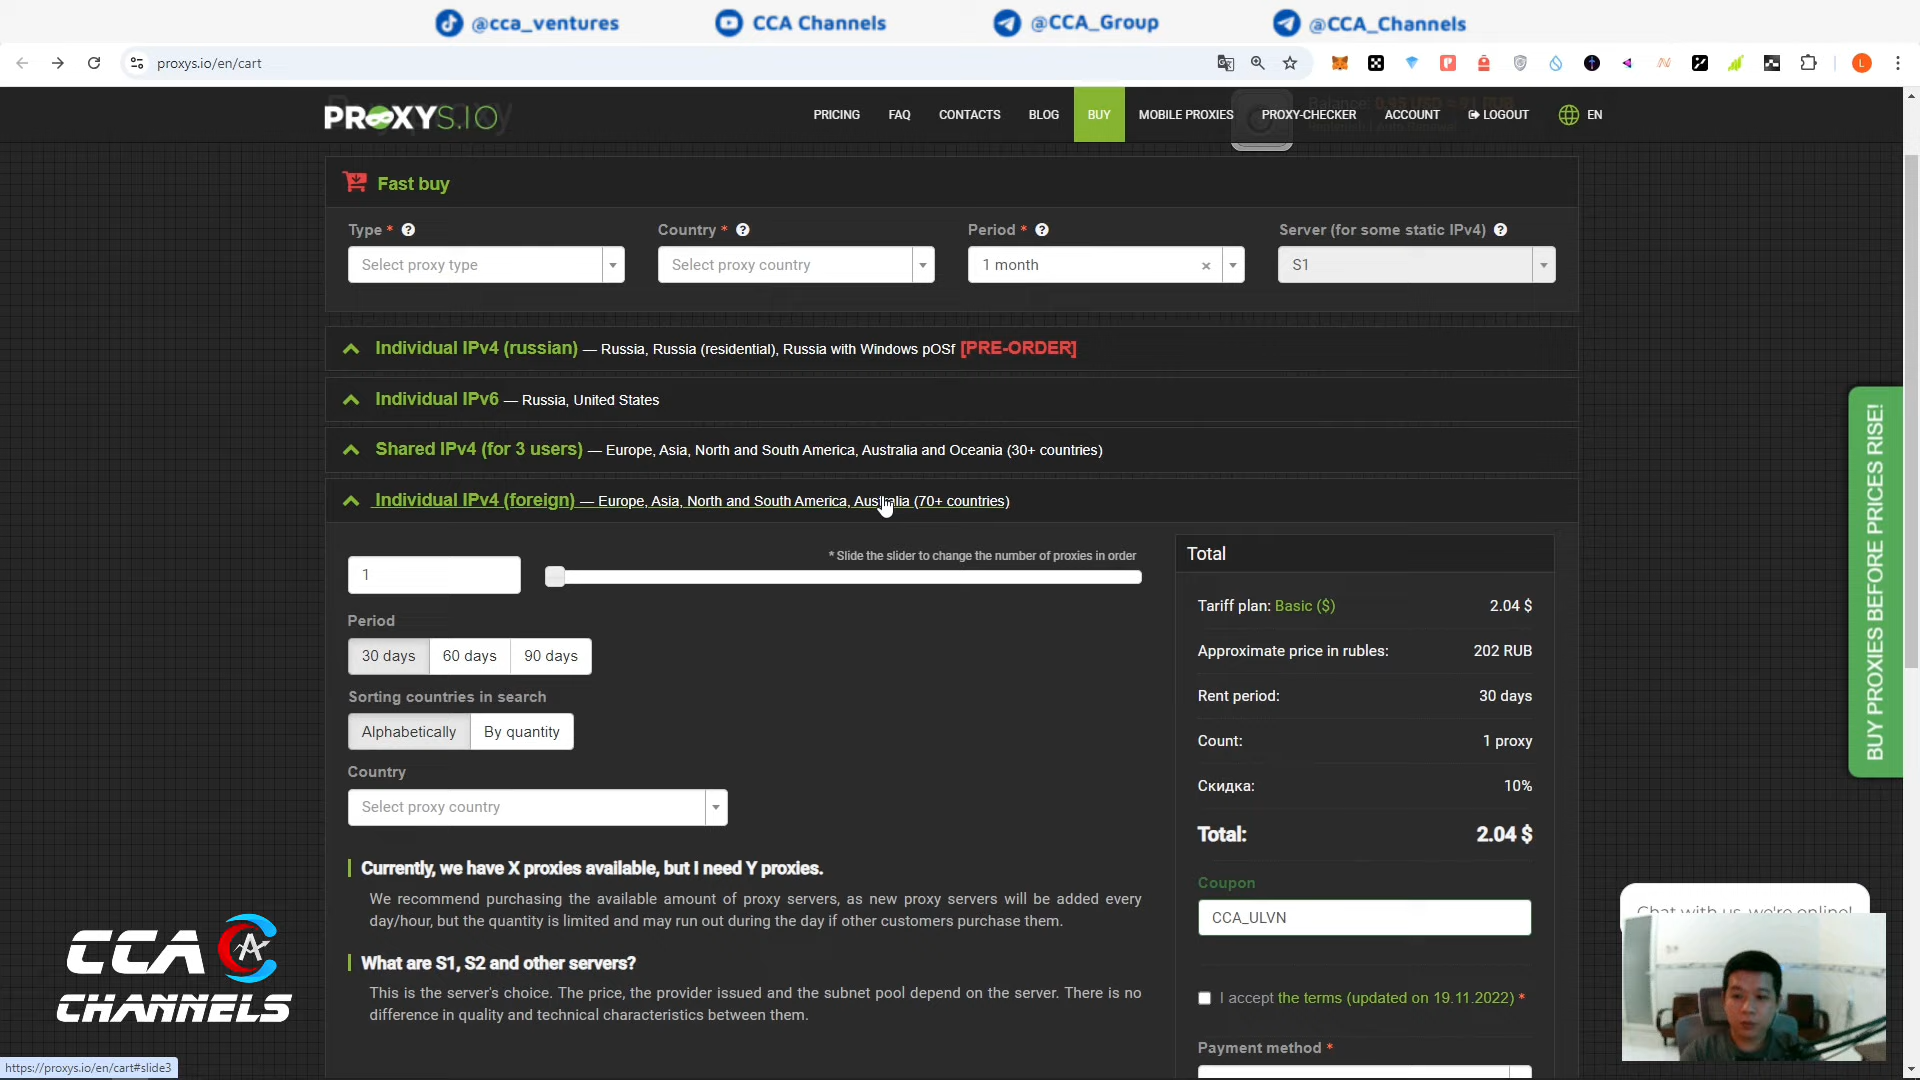 @cca_ventures
CCA Channels
@CCA_Group
@CCA_Channels
proxys.io/en/cart
L
PROXYS.IO
PRICING
FAQ
CONTACTS
BLOG
BUY
MOBILE PROXIES
PROXY-CHECKER
ACCOUNT
LOGOUT
EN
Fast buy
Type * ?
Country * ?
Period * ?
Server (for some static IPv4) ?
Select proxy type
Select proxy country
1 month ×
S1
Individual IPv4 (russian) — Russia, Russia (residential), Russia with Windows pOSf [PRE-ORDER]
Individual IPv6 — Russia, United States
Shared IPv4 (for 3 users) — Europe, Asia, North and South America, Australia and Oceania (30+ countries)
Individual IPv4 (foreign) — Europe, Asia, North and South America, Australia (70+ countries)
* Slide the slider to change the number of proxies in order
1
Period
30 days
60 days
90 days
Sorting countries in search
Alphabetically
By quantity
Country
Select proxy country
Currently, we have X proxies available, but I need Y proxies.
We recommend purchasing the available amount of proxy servers, as new proxy servers will be added every
day/hour, but the quantity is limited and may run out during the day if other customers purchase them.
What are S1, S2 and other servers?
This is the server's choice. The price, the provider issued and the subnet pool depend on the server. There is no
difference in quality and technical characteristics between them.
Total
Tariff plan: Basic ($) 2.04 $
Approximate price in rubles: 202 RUB
Rent period: 30 days
Count: 1 proxy
Скидка: 10%
Total: 2.04 $
Coupon
CCA_ULVN
I accept the terms (updated on 19.11.2022) *
Payment method *
BUY PROXIES BEFORE PRICES RISE!
Chat with us, we're online!
CCA
CHANNELS
https://proxys.io/en/cart#slide3